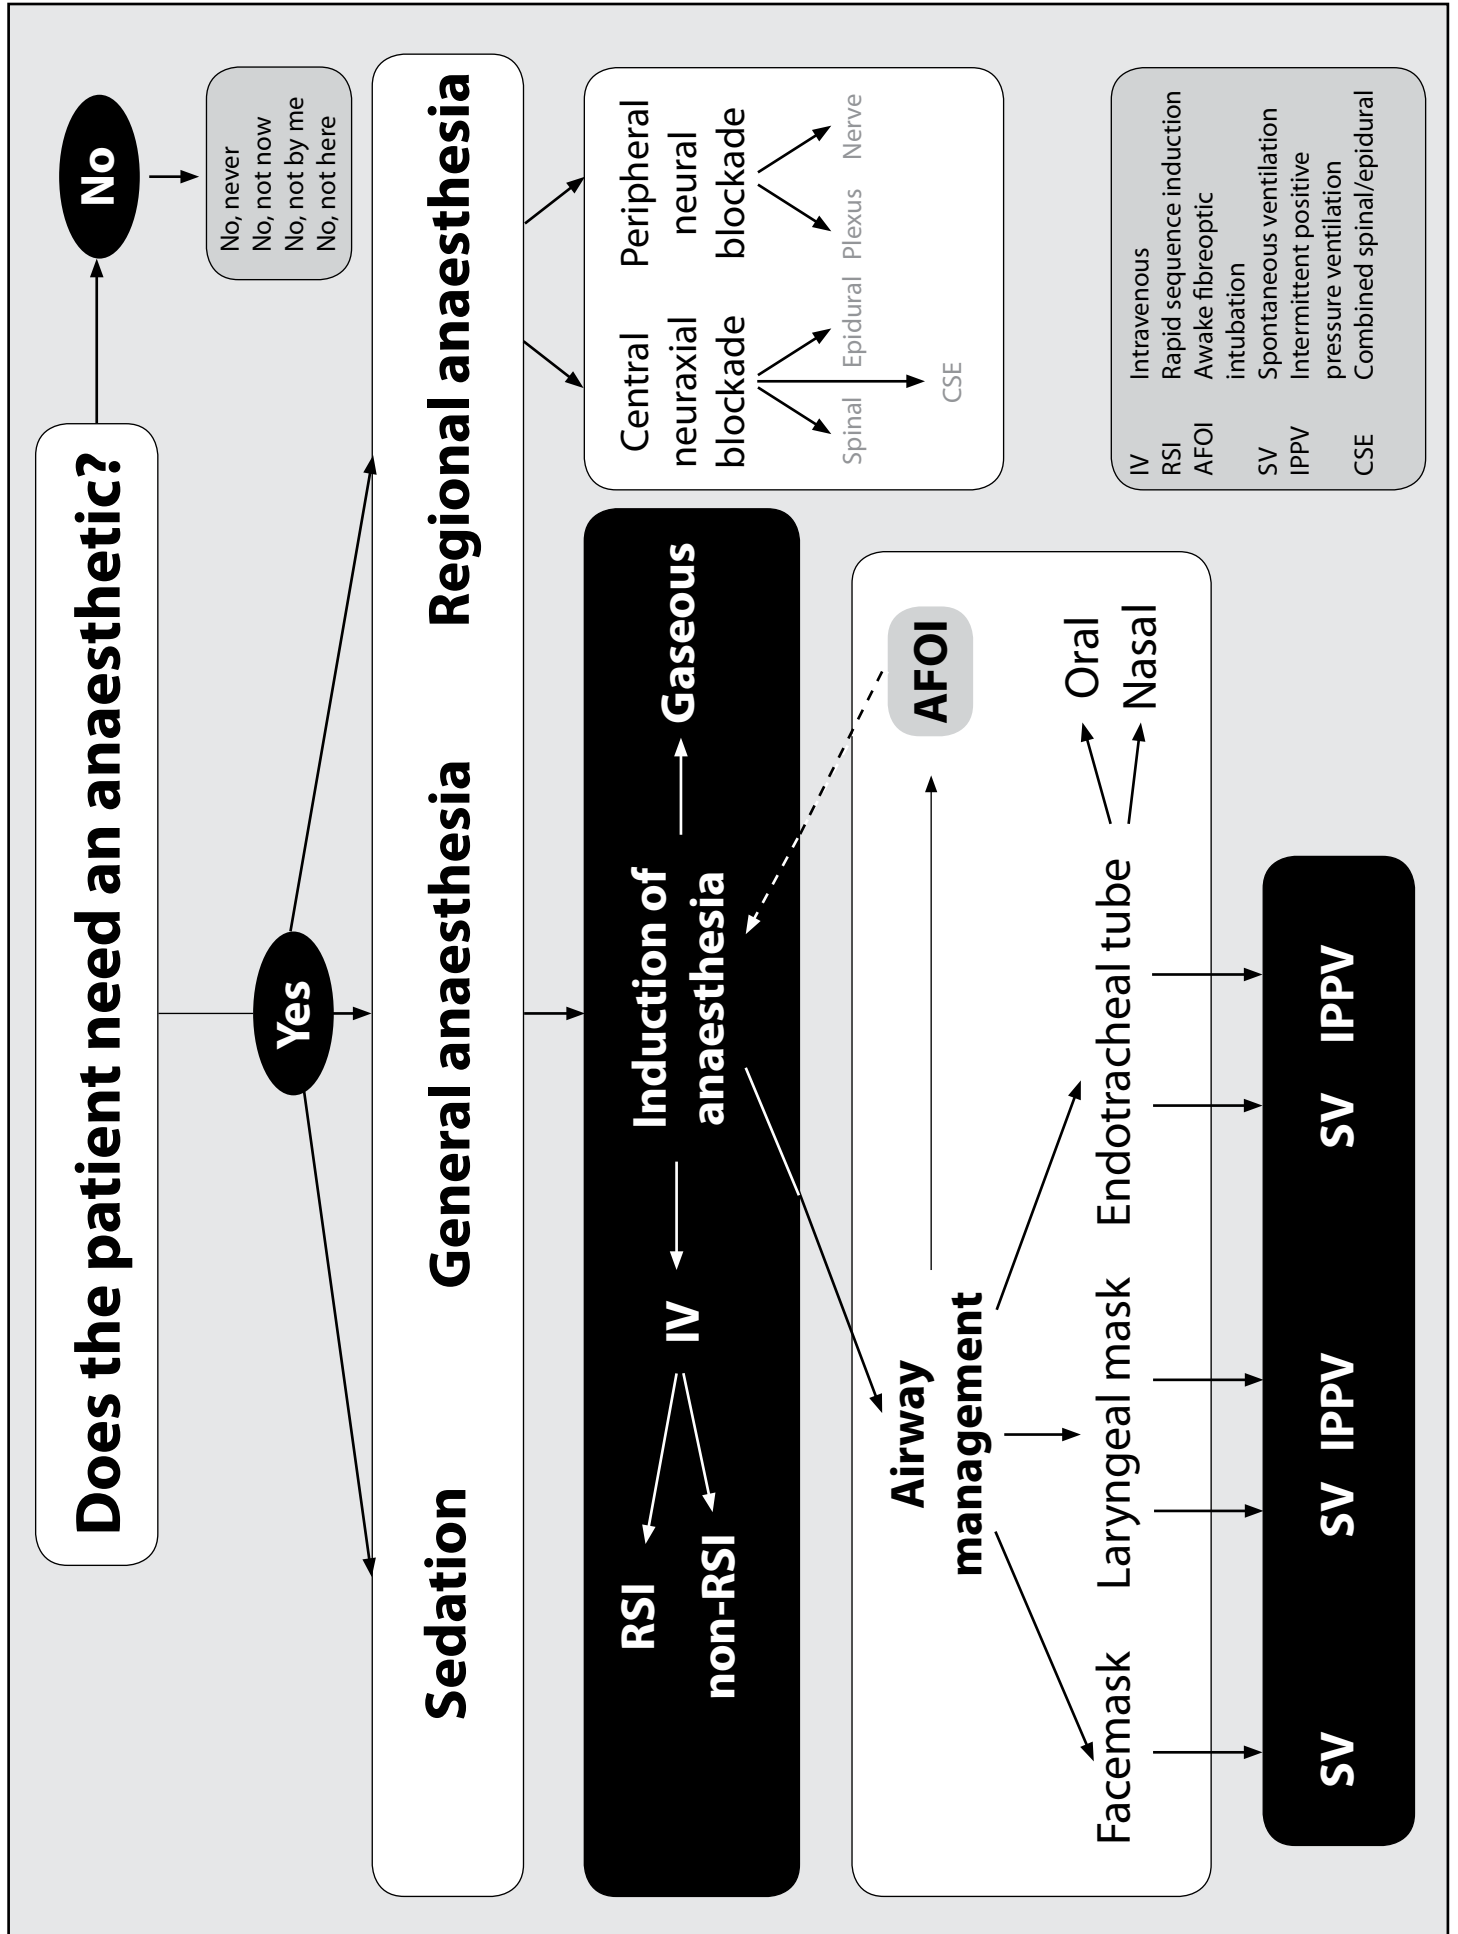 Does the patient need an anaesthetic?
No
No, never
No, not now
No, not by me
No, not here
Yes
Sedation
General anaesthesia
Regional anaesthesia
Induction of
anaesthesia
IV
RSI
non-RSI
Gaseous
Central
neuraxial
blockade
Spinal
Epidural
CSE
Peripheral
neural
blockade
Plexus
Nerve
Airway
management
AFOI
Facemask
Laryngeal mask
Endotracheal tube
Oral
Nasal
SV
SV
IPPV
SV
IPPV
IV Intravenous
RSI Rapid sequence induction
AFOI Awake fibreoptic
intubation
SV Spontaneous ventilation
IPPV Intermittent positive
pressure ventilation
CSE Combined spinal/epidural